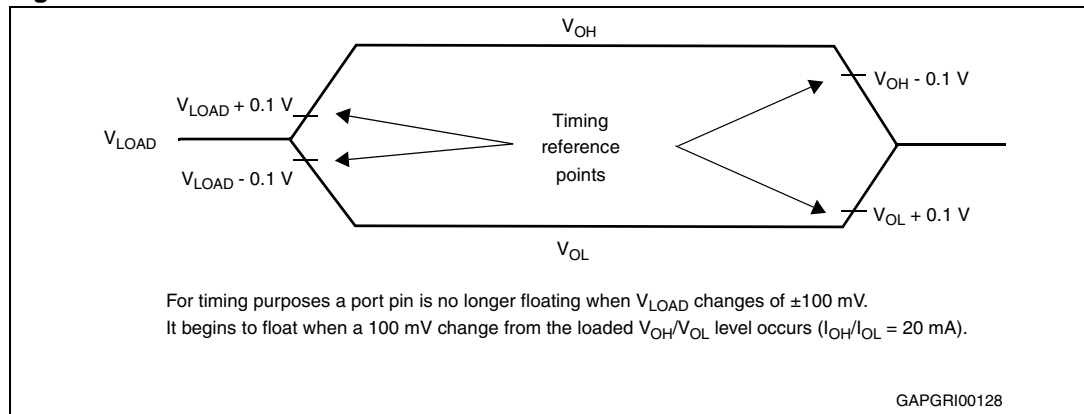 V_OH
V_OH - 0.1 V
V_LOAD + 0.1 V
Timing
reference
points
V_LOAD
V_LOAD - 0.1 V
V_OL + 0.1 V
V_OL
For timing purposes a port pin is no longer floating when V_LOAD changes of ±100 mV.
It begins to float when a 100 mV change from the loaded V_OH/V_OL level occurs (I_OH/I_OL = 20 mA).
GAPGRI00128